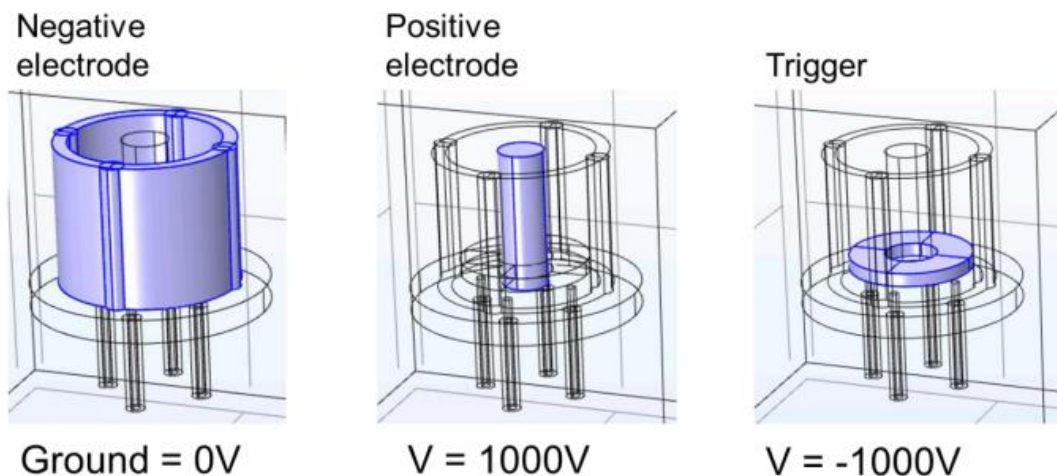 Negative
electrode
Positive
electrode
Trigger
Ground = 0V
V = 1000V
V = -1000V